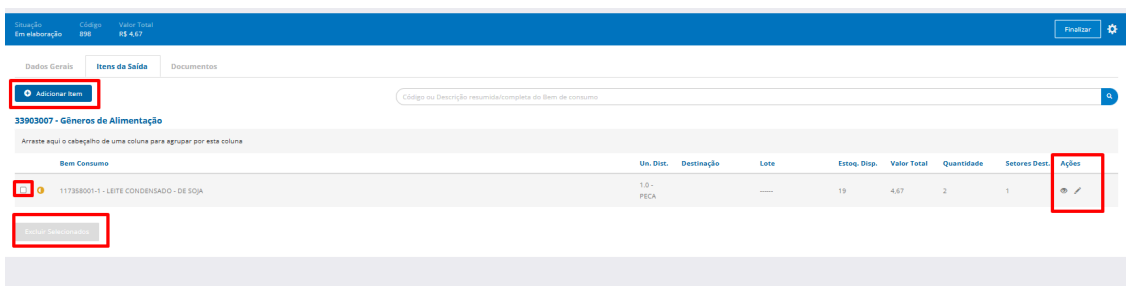 Situação Código Valor Total
Em elaboração 898 R$ 4,67
Finalizar
Dados Gerais Itens da Saída Documentos
Adicionar Item
Código ou Descrição resumida/completa do Bem de consumo
33903007 - Gêneros de Alimentação
Arraste aqui o cabeçalho de uma coluna para agrupar por esta coluna
Bem Consumo Un. Dist. Destinação Lote Estoq. Disp. Valor Total Quantidade Setores Dest. Ações
117358001-1 - LEITE CONDENSADO - DE SOJA 1.0 - PECA ------ 19 4,67 2 1
Excluir Selecionados